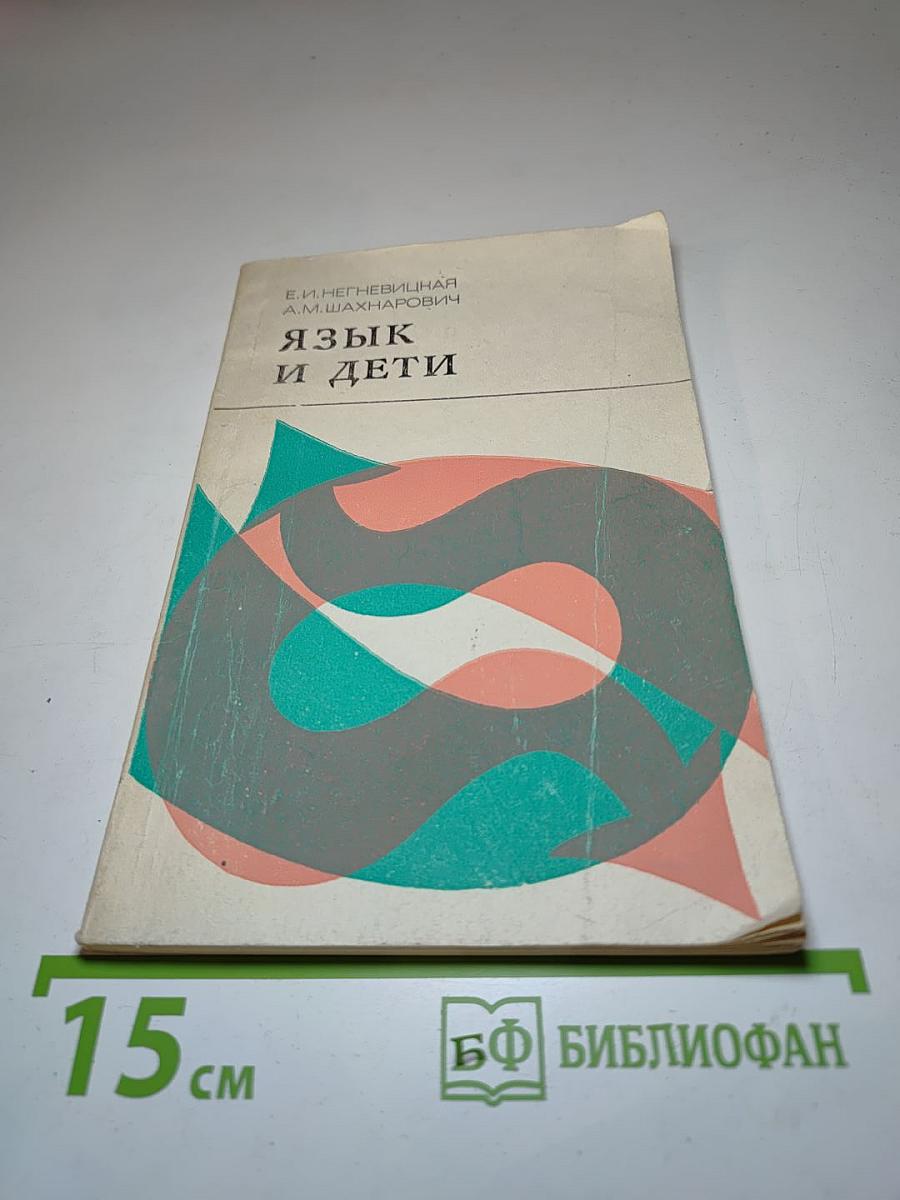 Е.И.НЕГНЕВИЦКАЯ
А.М.ШАХНАРОВИЧ
ЯЗЫК
И ДЕТИ
15 см
БФ БИБЛИОФАН